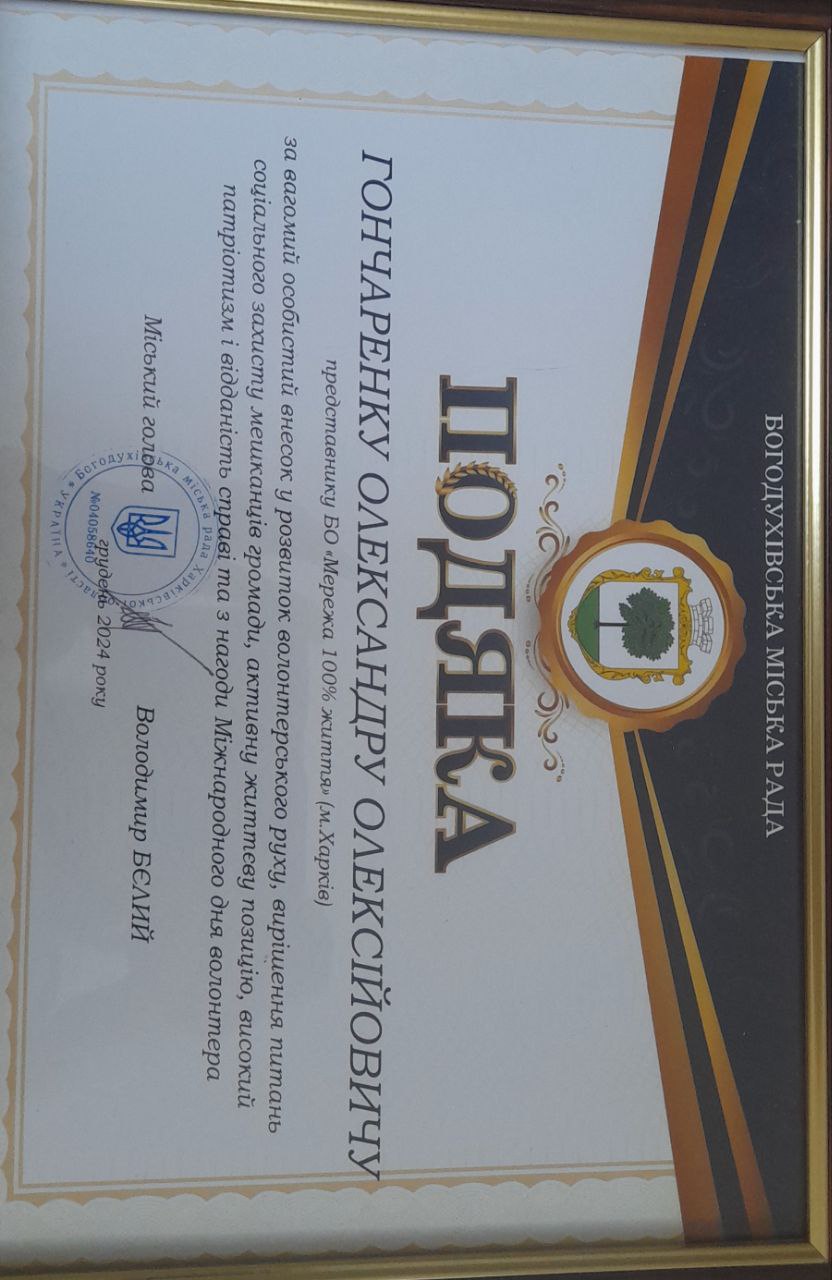 БОГОДУХІВСЬКА МІСЬКА РАДА
ПОДЯКА
ГОНЧАРЕНКУ ОЛЕКСАНДРУ ОЛЕКСІЙОВИЧУ
представнику БО «Мережа 100% життя» (м.Харків)
за вагомий особистий внесок у розвиток волонтерського руху, вирішення питань
соціального захисту мешканців громади, активну життєву позицію, високий
патріотизм і відданість справі та з нагоди Міжнародного дня волонтера
Міський голова Володимир БЄЛИЙ
грудень 2024 року
Богодухівська міська рада Харківської області
* УКРАЇНА *
№04058640